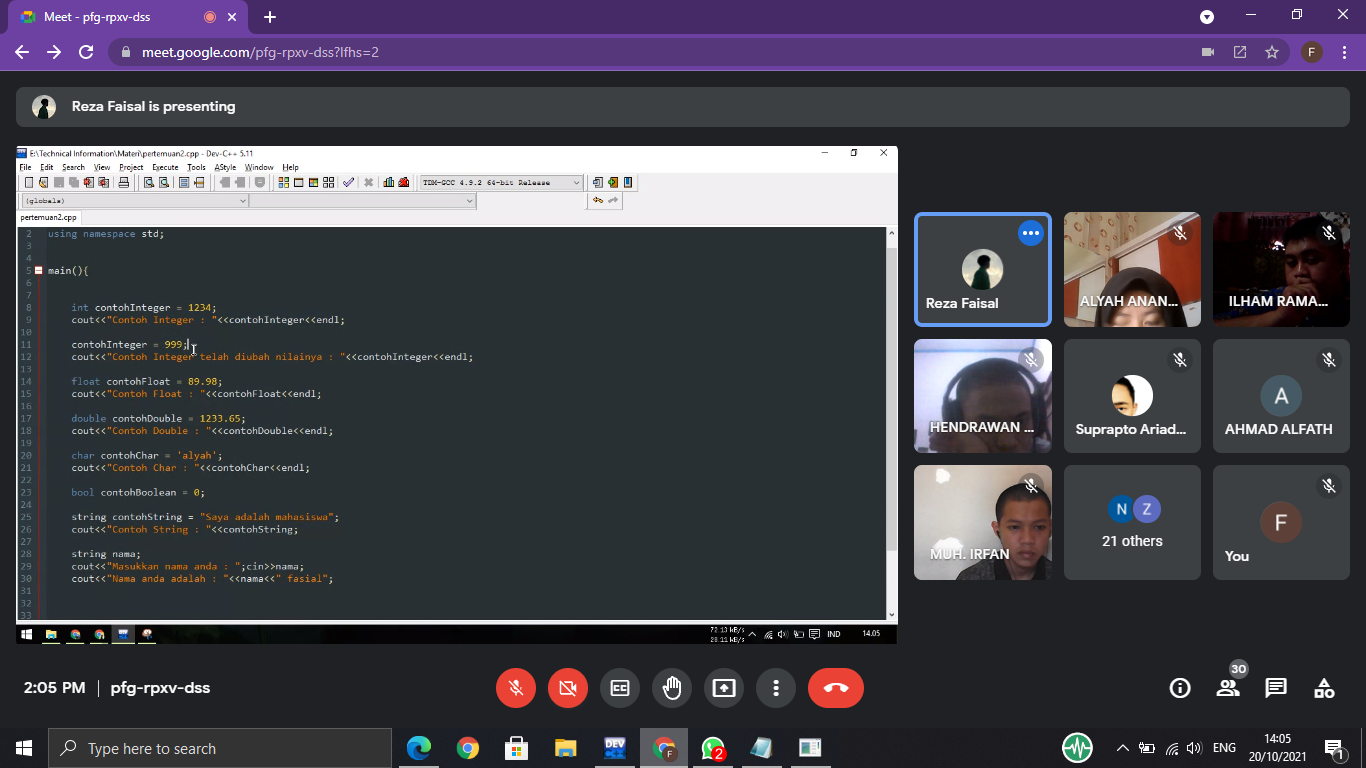 Meet - pfg-rpxv-dss
meet.google.com/pfg-rpxv-dss?lfhs=2
F
Reza Faisal is presenting
E:\Technical Information\Materi\pertemuan2.cpp - Dev-C++ 5.11
File Edit Search View Project Execute Tools AStyle Window Help
TDM-GCC 4.9.2 64-bit Release
(globals)
pertemuan2.cpp
2 using namespace std;
3
4
5 main(){
6
7
8 int contohInteger = 1234;
9 cout<<"Contoh Integer : "<<contohInteger<<endl;
10
11 contohInteger = 999;
12 cout<<"Contoh Integer telah diubah nilainya : "<<contohInteger<<endl;
13
14 float contohFloat = 89.98;
15 cout<<"Contoh Float : "<<contohFloat<<endl;
16
17 double contohDouble = 1233.65;
18 cout<<"Contoh Double : "<<contohDouble<<endl;
19
20 char contohChar = 'alyah';
21 cout<<"Contoh Char : "<<contohChar<<endl;
22
23 bool contohBoolean = 0;
24
25 string contohString = "Saya adalah mahasiswa";
26 cout<<"Contoh String : "<<contohString;
27
28 string nama;
29 cout<<"Masukkan nama anda : ";cin>>nama;
30 cout<<"Nama anda adalah : "<<nama<<" fasial";
31
32
33
72.13 kB/s
28.11 kB/s
IND
14.05
Reza Faisal
ALYAH ANAN...
ILHAM RAMA...
HENDRAWAN ...
Suprapto Ariad...
A
AHMAD ALFATH
MUH. IRFAN
N Z
21 others
F
You
2:05 PM | pfg-rpxv-dss
30
Type here to search
DEV
F
2
ENG
14:05
20/10/2021
1